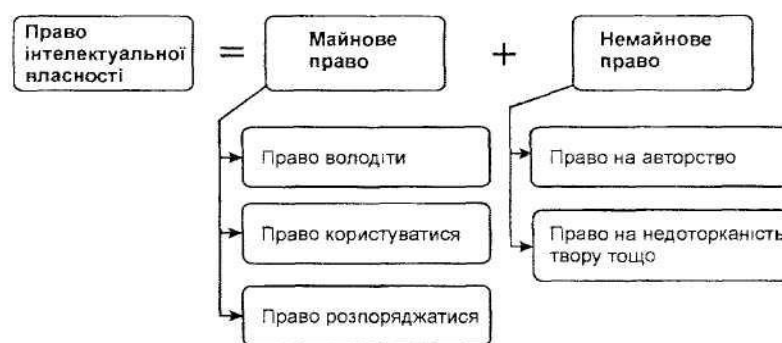 Право
інтелектуальної
власності
=
Майнове
право
+
Немайнове
право
Право володіти
Право користуватися
Право розпоряджатися
Право на авторство
Право на недоторканість
твору тощо